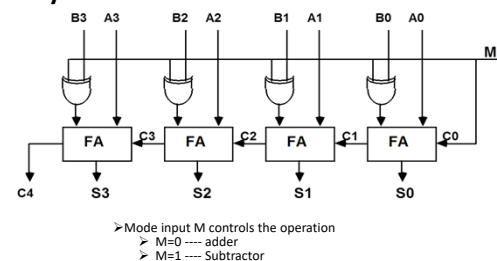 B3 A3 B2 A2 B1 A1 B0 A0
M
FA C3 FA C2 FA C1 FA C0
C4 S3 S2 S1 S0
➢Mode input M controls the operation
➢ M=0 ---- adder
➢ M=1 ---- Subtractor